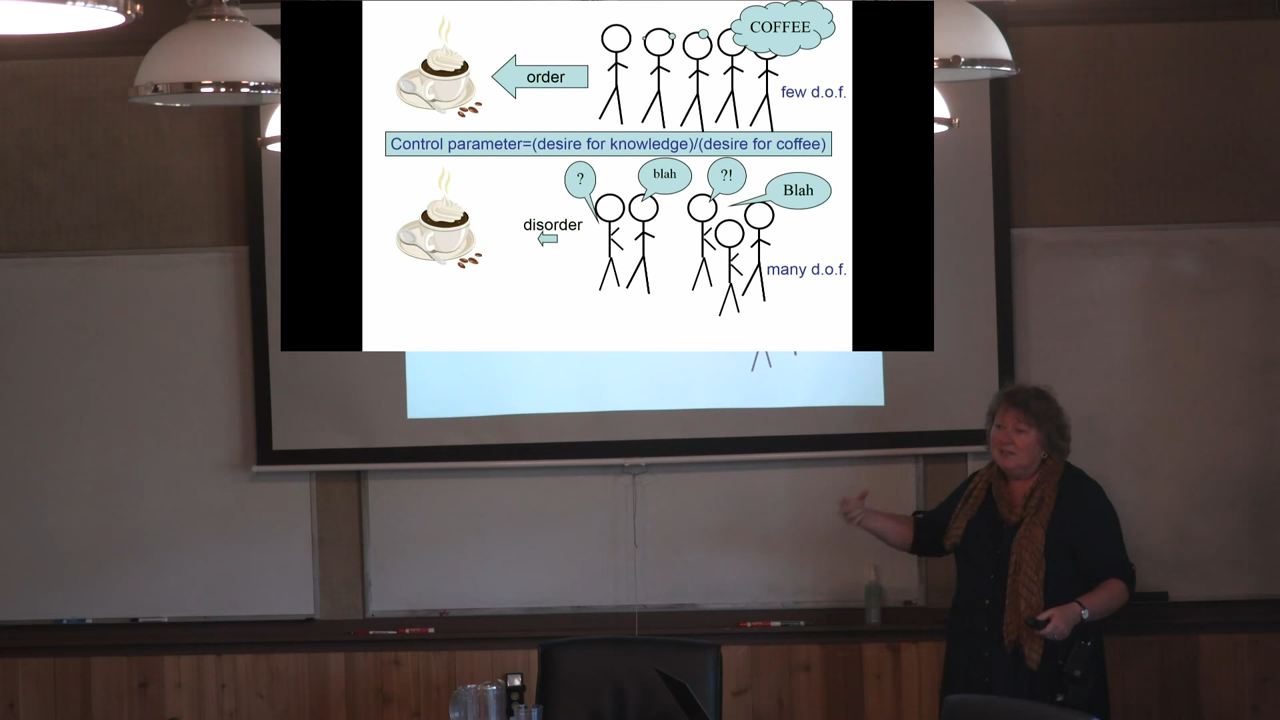 COFFEE
order
few d.o.f.
Control parameter=(desire for knowledge)/(desire for coffee)
?
blah
?!
Blah
disorder
many d.o.f.